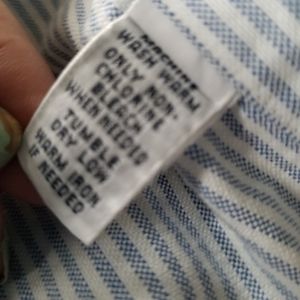 MACHINE
WASH WARM
ONLY NON-
CHLORINE
BLEACH
WHEN NEEDED
TUMBLE
DRY LOW
WARM IRON
IF NEEDED